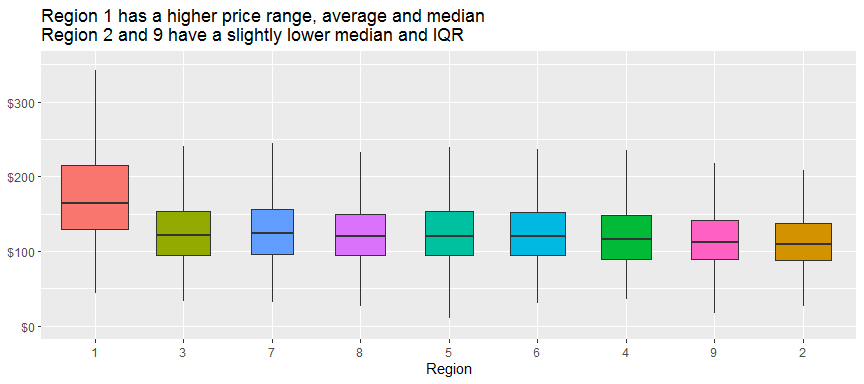 Region 1 has a higher price range, average and median
Region 2 and 9 have a slightly lower median and IQR
$300
$200
$100
$0
1 3 7 8 5 6 4 9 2
Region